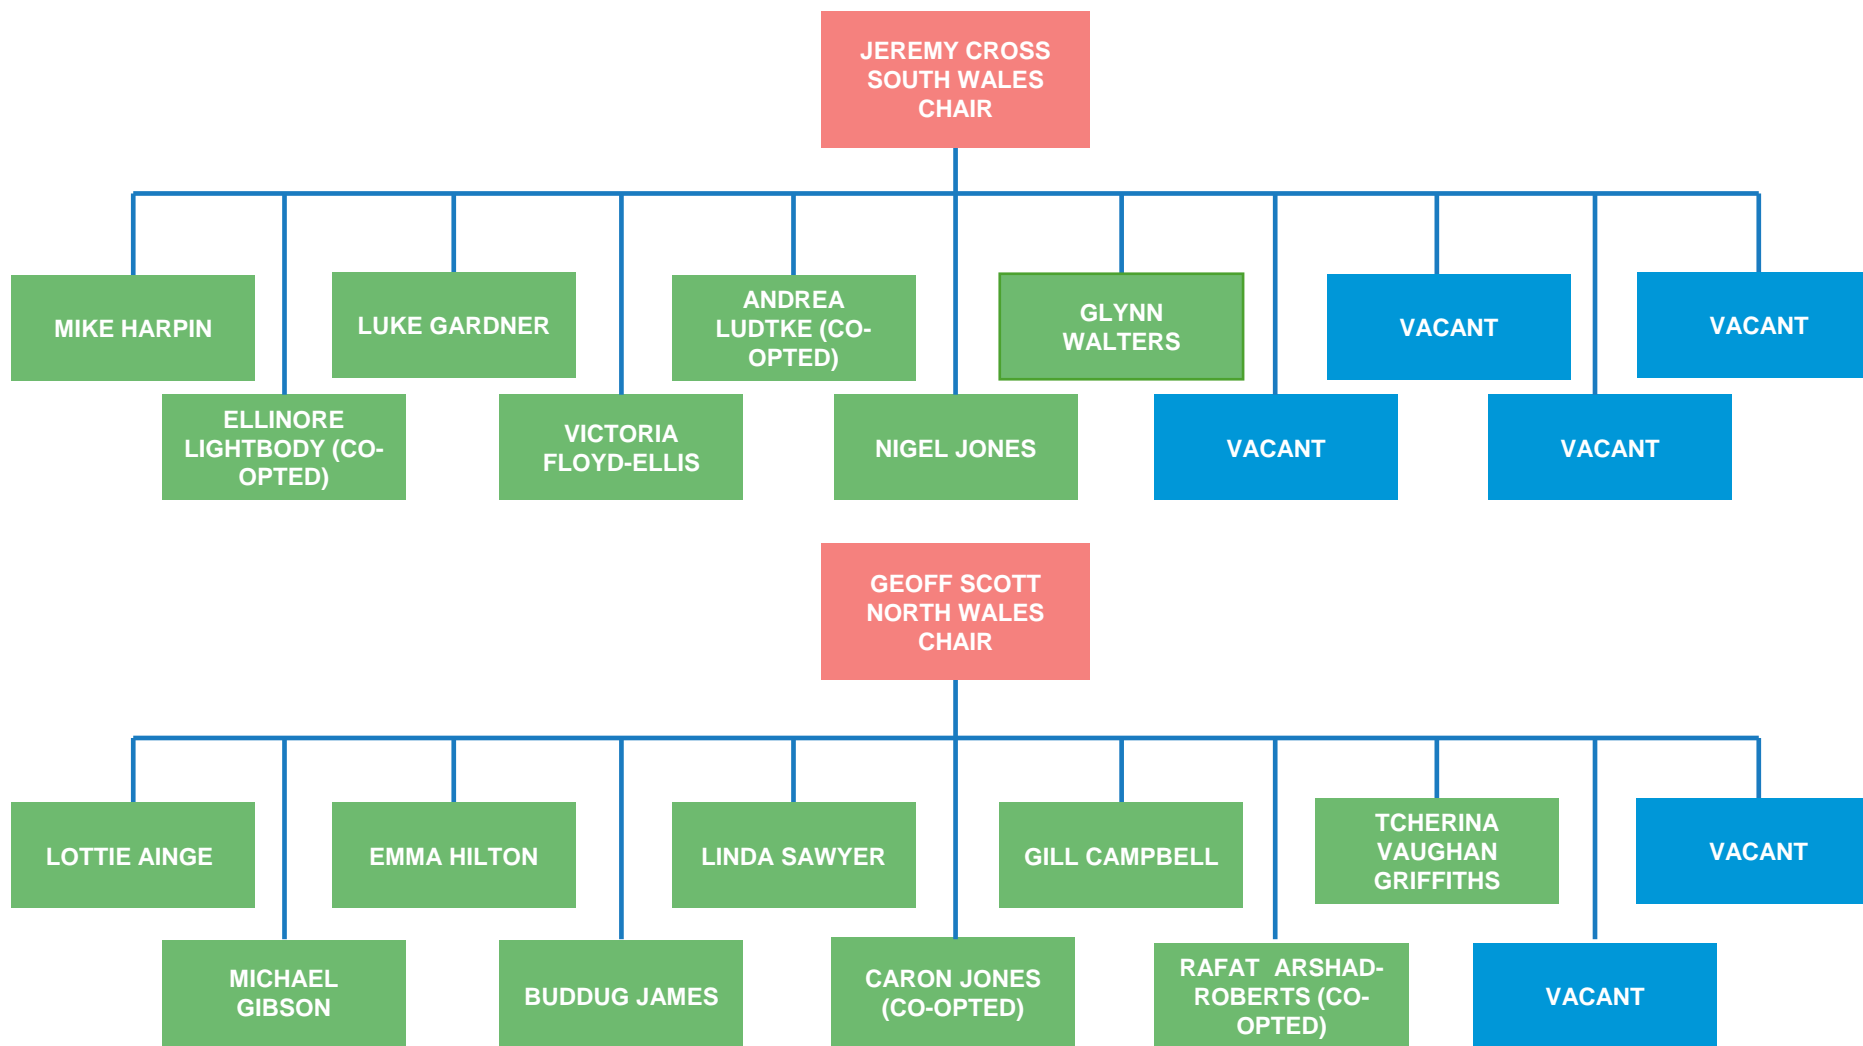 JEREMY CROSS
SOUTH WALES
CHAIR
MIKE HARPIN
LUKE GARDNER
ANDREA
LUDTKE (CO-
OPTED)
GLYNN
WALTERS
VACANT
VACANT
ELLINORE
LIGHTBODY (CO-
OPTED)
VICTORIA
FLOYD-ELLIS
NIGEL JONES
VACANT
VACANT
GEOFF SCOTT
NORTH WALES
CHAIR
LOTTIE AINGE
EMMA HILTON
LINDA SAWYER
GILL CAMPBELL
TCHERINA
VAUGHAN
GRIFFITHS
VACANT
MICHAEL
GIBSON
BUDDUG JAMES
CARON JONES
(CO-OPTED)
RAFAT ARSHAD-
ROBERTS (CO-
OPTED)
VACANT